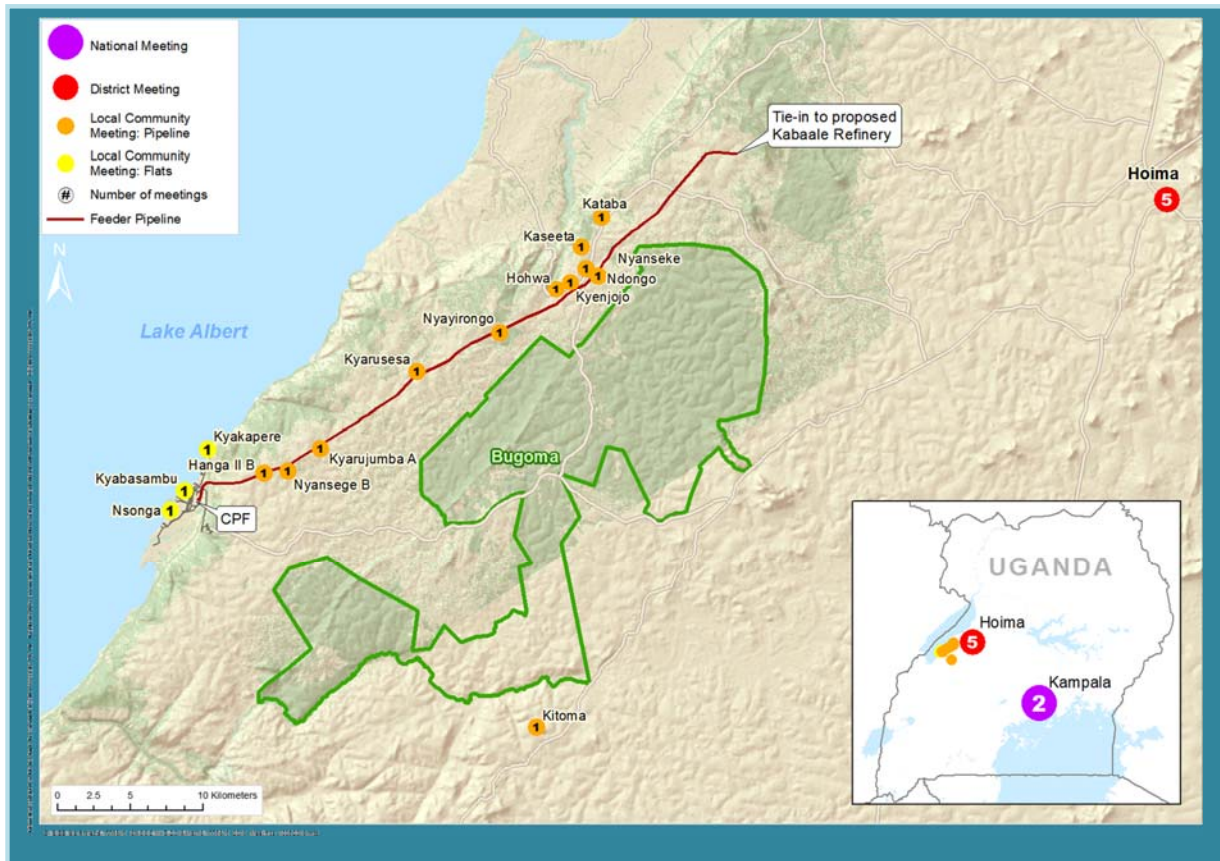 National Meeting
District Meeting
Local Community
Meeting: Pipeline
Local Community
Meeting: Flats
#
Number of meetings
Feeder Pipeline
N
Tie-in to proposed
Kabaale Refinery
Hoima
5
Kataba
1
Kaseeta
1
Nyanseke
1
Hohwa
1
1
Ndongo
1
Kyenjojo
Nyayirongo
1
Lake Albert
Kyarusesa
1
Kyakapere
1
Hanga II B
1
1
Kyarujumba A
1
Nyansege B
Kyabasambu
1
Nsonga
1
CPF
Bugoma
Kitoma
1
0 2.5 5 10 Kilometers
UGANDA
Hoima
5
Kampala
2